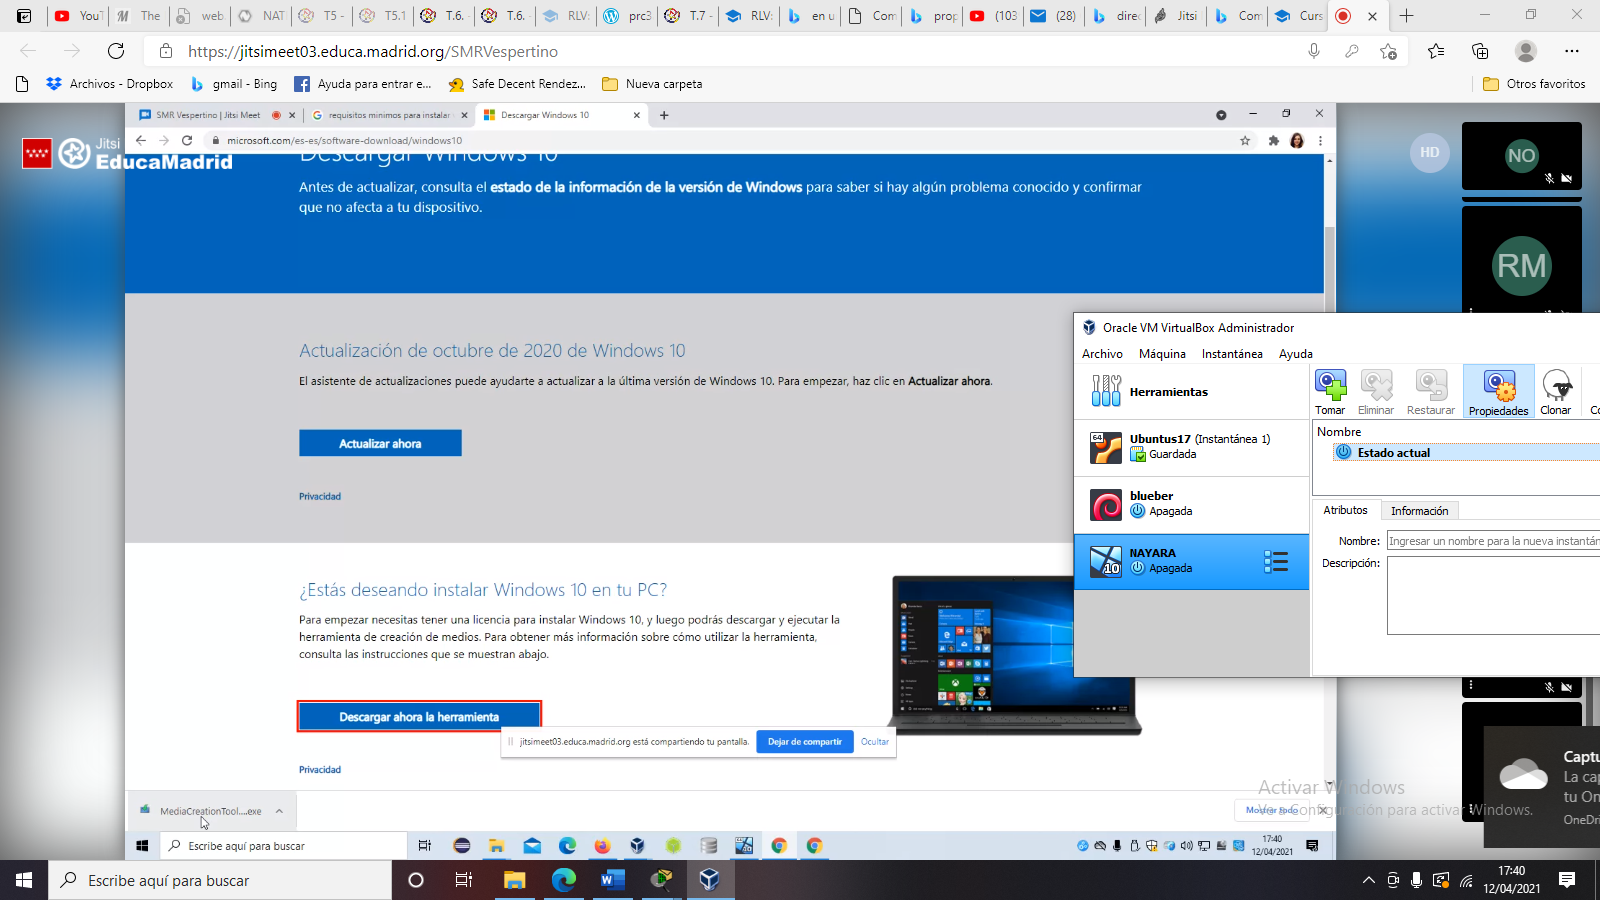 YouT
The
web
NAT
T5 -
T5.1
T.6.
T.6.
RLV:
prc3
T.7 -
RLV:
en u
Com
prop
(103
(28)
direc
Jitsi
Com
Curs
https://jitsimeet03.educa.madrid.org/SMRVespertino
Archivos - Dropbox
gmail - Bing
Ayuda para entrar e...
Safe Decent Rendez...
Nueva carpeta
Otros favoritos
SMR Vespertino | Jitsi Meet
requisitos minimos para instalar
Descargar Windows 10
microsoft.com/es-es/software-download/windows10
Jitsi
EducaMadrid
HD
NO
RM
Descargar Windows 10
Antes de actualizar, consulta el estado de la información de la versión de Windows para saber si hay algún problema conocido y confirmar
que no afecta a tu dispositivo.
Actualización de octubre de 2020 de Windows 10
El asistente de actualizaciones puede ayudarte a actualizar a la última versión de Windows 10. Para empezar, haz clic en Actualizar ahora.
Actualizar ahora
Privacidad
¿Estás deseando instalar Windows 10 en tu PC?
Para empezar necesitas tener una licencia para instalar Windows 10, y luego podrás descargar y ejecutar la
herramienta de creación de medios. Para obtener más información sobre cómo utilizar la herramienta,
consulta las instrucciones que se muestran abajo.
Descargar ahora la herramienta
jitsimeet03.educa.madrid.org está compartiendo tu pantalla.
Dejar de compartir
Ocultar
Privacidad
MediaCreationTool....exe
Mostrar todo
Oracle VM VirtualBox Administrador
Archivo
Máquina
Instantánea
Ayuda
Herramientas
64
Ubuntus17 (Instantánea 1)
Guardada
blueber
Apagada
10
NAYARA
Apagada
Tomar
Eliminar
Restaurar
Propiedades
Clonar
Co
Nombre
Estado actual
Atributos
Información
Nombre:
Ingresar un nombre para la nueva instantán
Descripción:
Activar Windows
Ve a Configuración para activar Windows.
Captu
La cap
tu On
OneDri
Escribe aquí para buscar
17:40
12/04/2021
Escribe aquí para buscar
17:40
12/04/2021